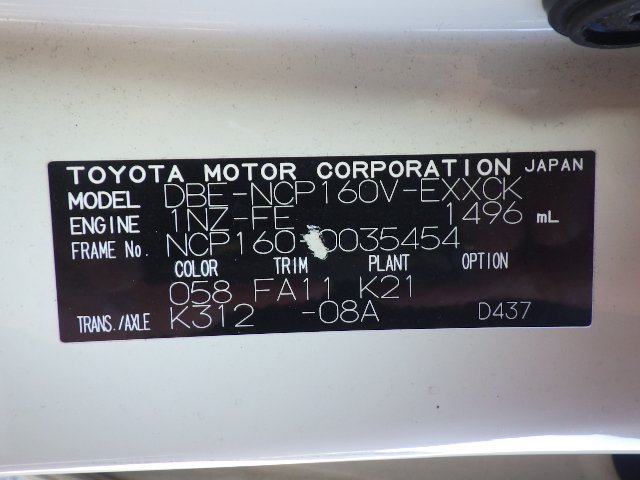 TOYOTA MOTOR CORPORATION JAPAN
MODEL DBE-NCP160V-EXXCK
ENGINE 1NZ-FE 1496 mL
FRAME No. NCP160-0035454
COLOR TRIM PLANT OPTION
058 FA11 K21
TRANS./AXLE K312 -08A D437